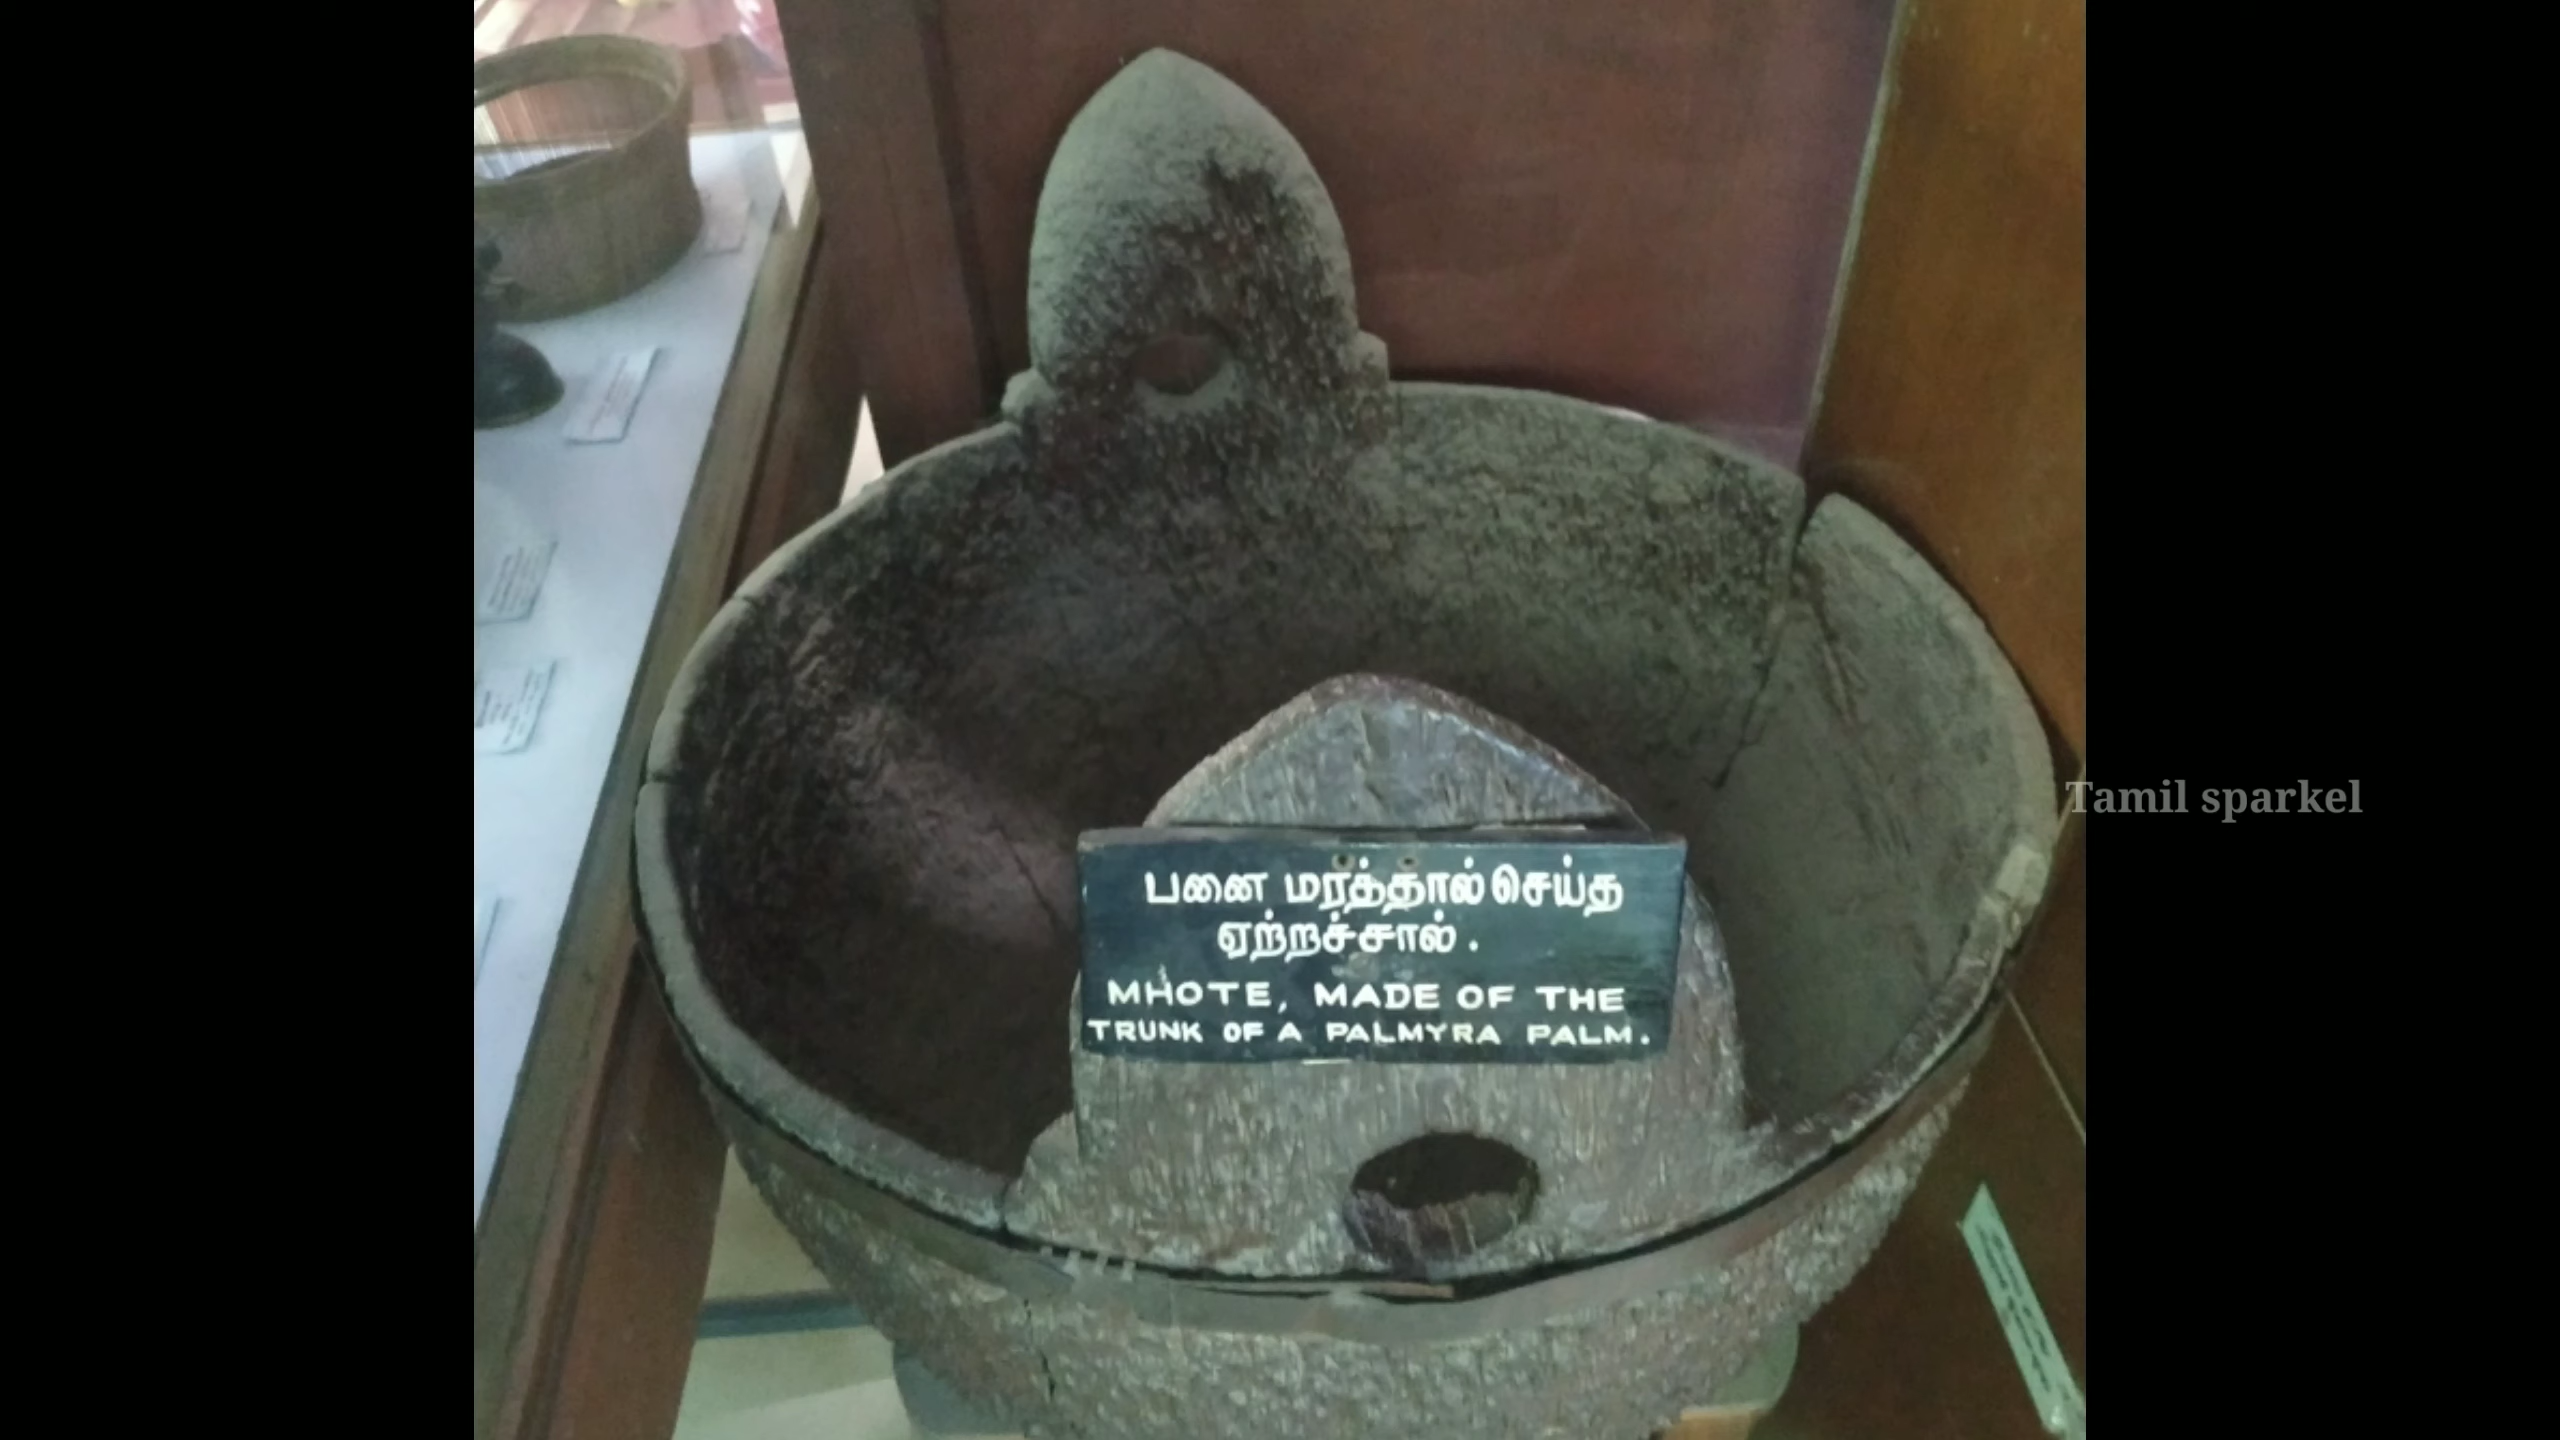 பனை மரத்தால் செய்த
ஏற்றச்சால்.
MHOTE, MADE OF THE
TRUNK OF A PALMYRA PALM.
Tamil sparkel